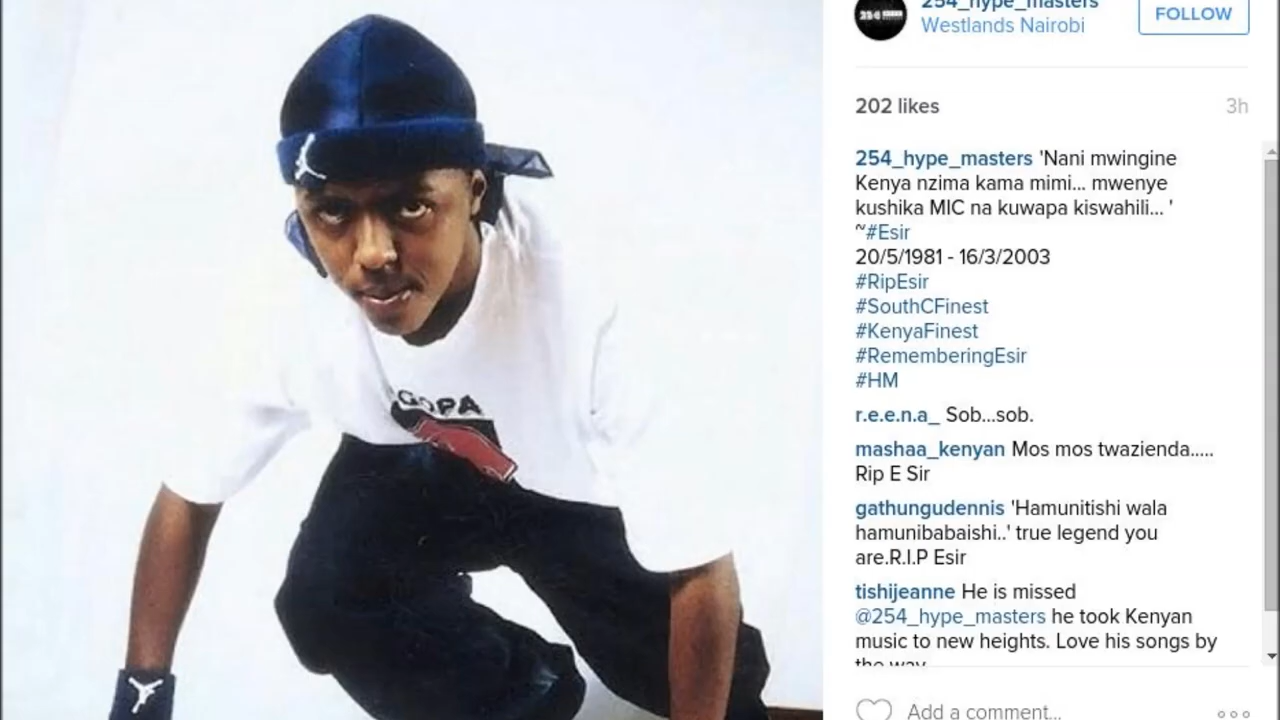 254_hype_masters
Westlands Nairobi
FOLLOW
202 likes
3h
254_hype_masters 'Nani mwingine
Kenya nzima kama mimi... mwenye
kushika MIC na kuwapa kiswahili... '
~#Esir
20/5/1981 - 16/3/2003
#RipEsir
#SouthCFinest
#KenyaFinest
#RememberingEsir
#HM
r.e.e.n.a_ Sob...sob.
mashaa_kenyan Mos mos twazienda.....
Rip E Sir
gathungudennis 'Hamunitishi wala
hamunibabaishi..' true legend you
are.R.I.P Esir
tishijeanne He is missed
@254_hype_masters he took Kenyan
music to new heights. Love his songs by
the way
Add a comment...